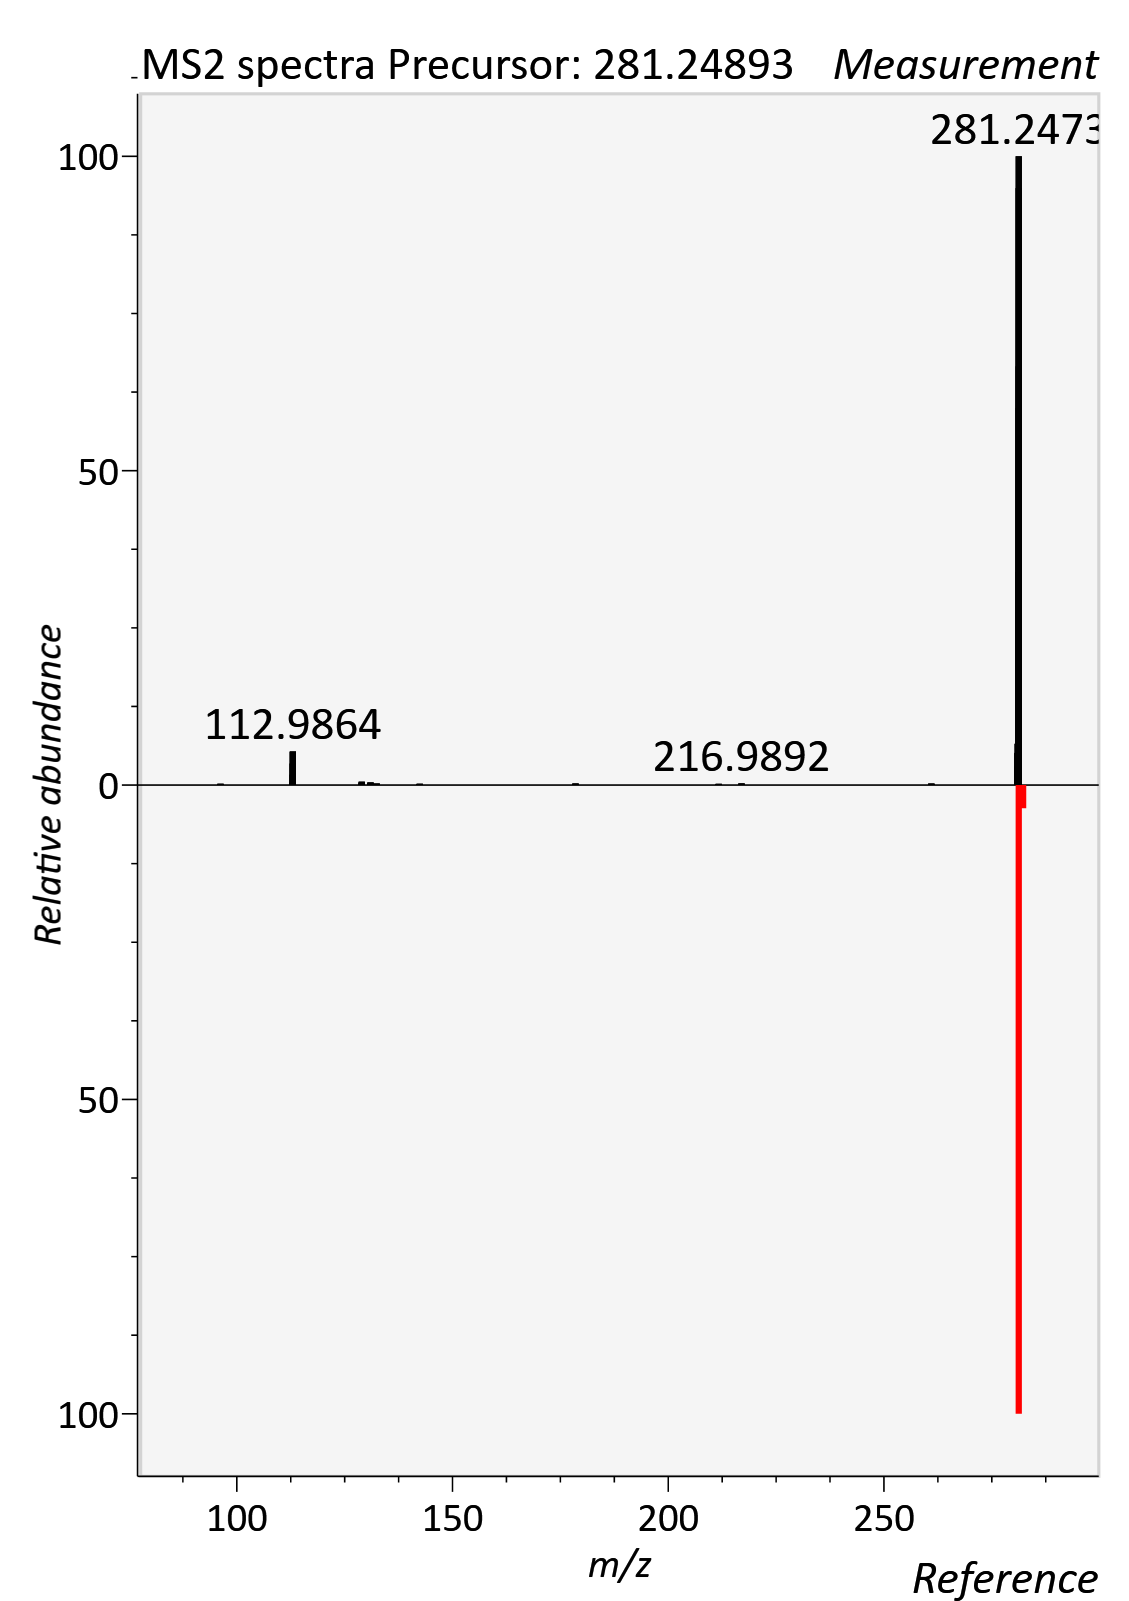 MS2 spectra Precursor: 281.24893 Measurement
281.2473
100
50
112.9864
216.9892
0
Relative abundance
50
100
100 150 200 250
m/z
Reference